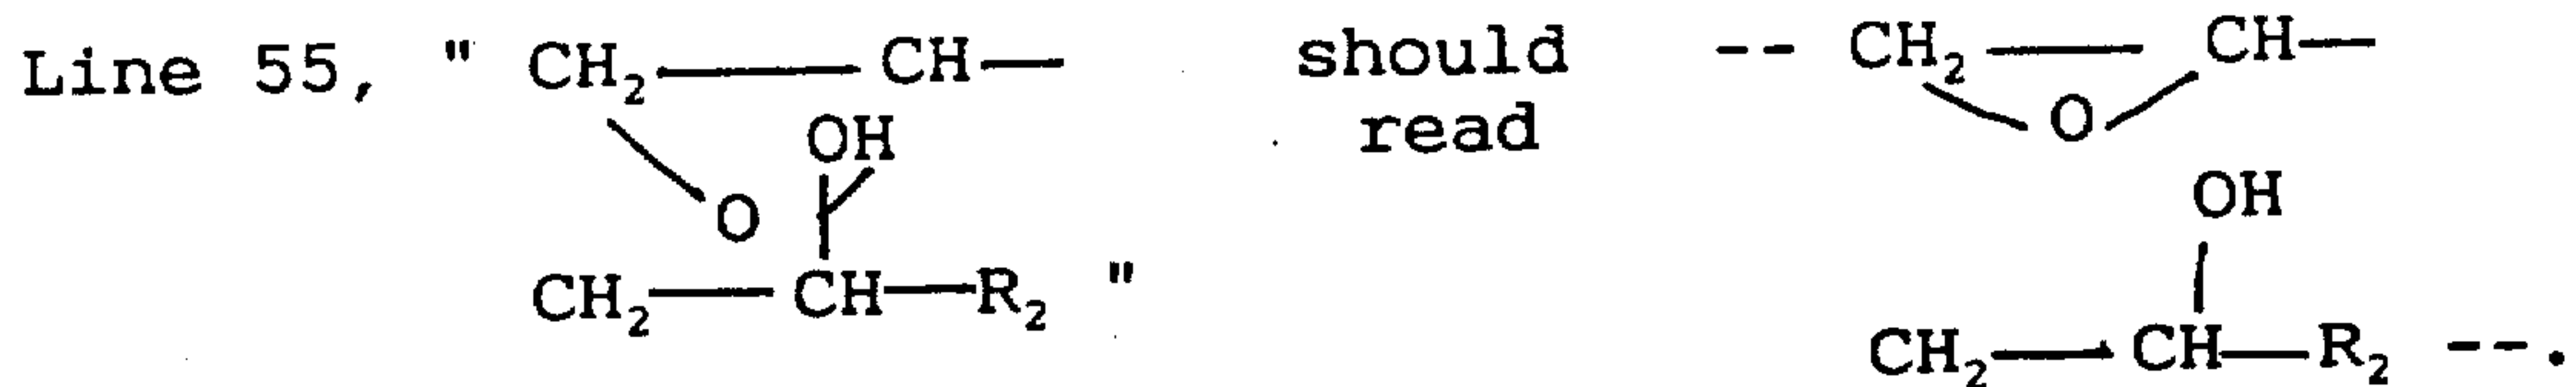 Line 55, " CH₂—CH— should -- CH₂—CH—
OH read O
O OH
CH₂—CH—R₂ " CH₂—CH—R₂ --.